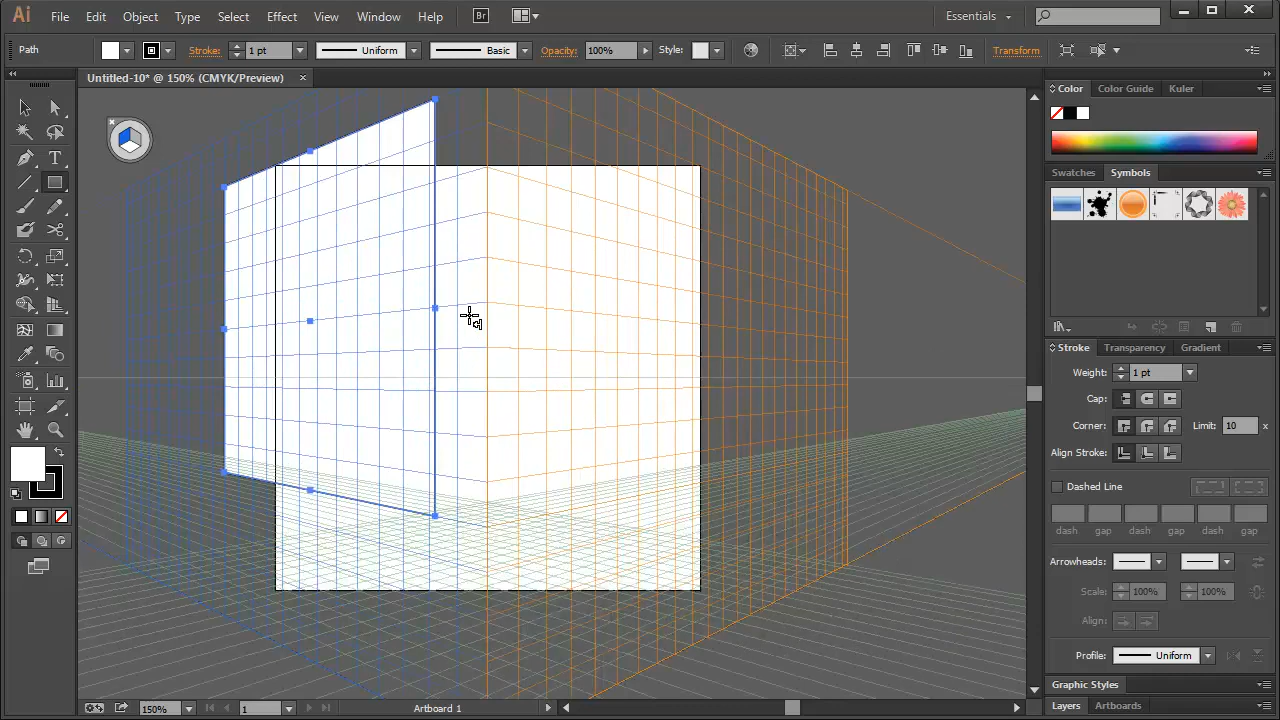 Ai File Edit Object Type Select Effect View Window Help Br Essentials
Path Stroke: 1 pt Uniform Basic Opacity: 100% Style: Transform
Untitled-10* @ 150% (CMYK/Preview)
Color Color Guide Kuler
Swatches Symbols
Stroke Transparency Gradient
Weight: 1 pt
Cap:
Corner: Limit: 10 x
Align Stroke:
Dashed Line
dash gap dash gap dash gap
Arrowheads:
Scale: 100% 100%
Align:
Profile: Uniform
Graphic Styles
Layers Artboards
150% 1 Artboard 1